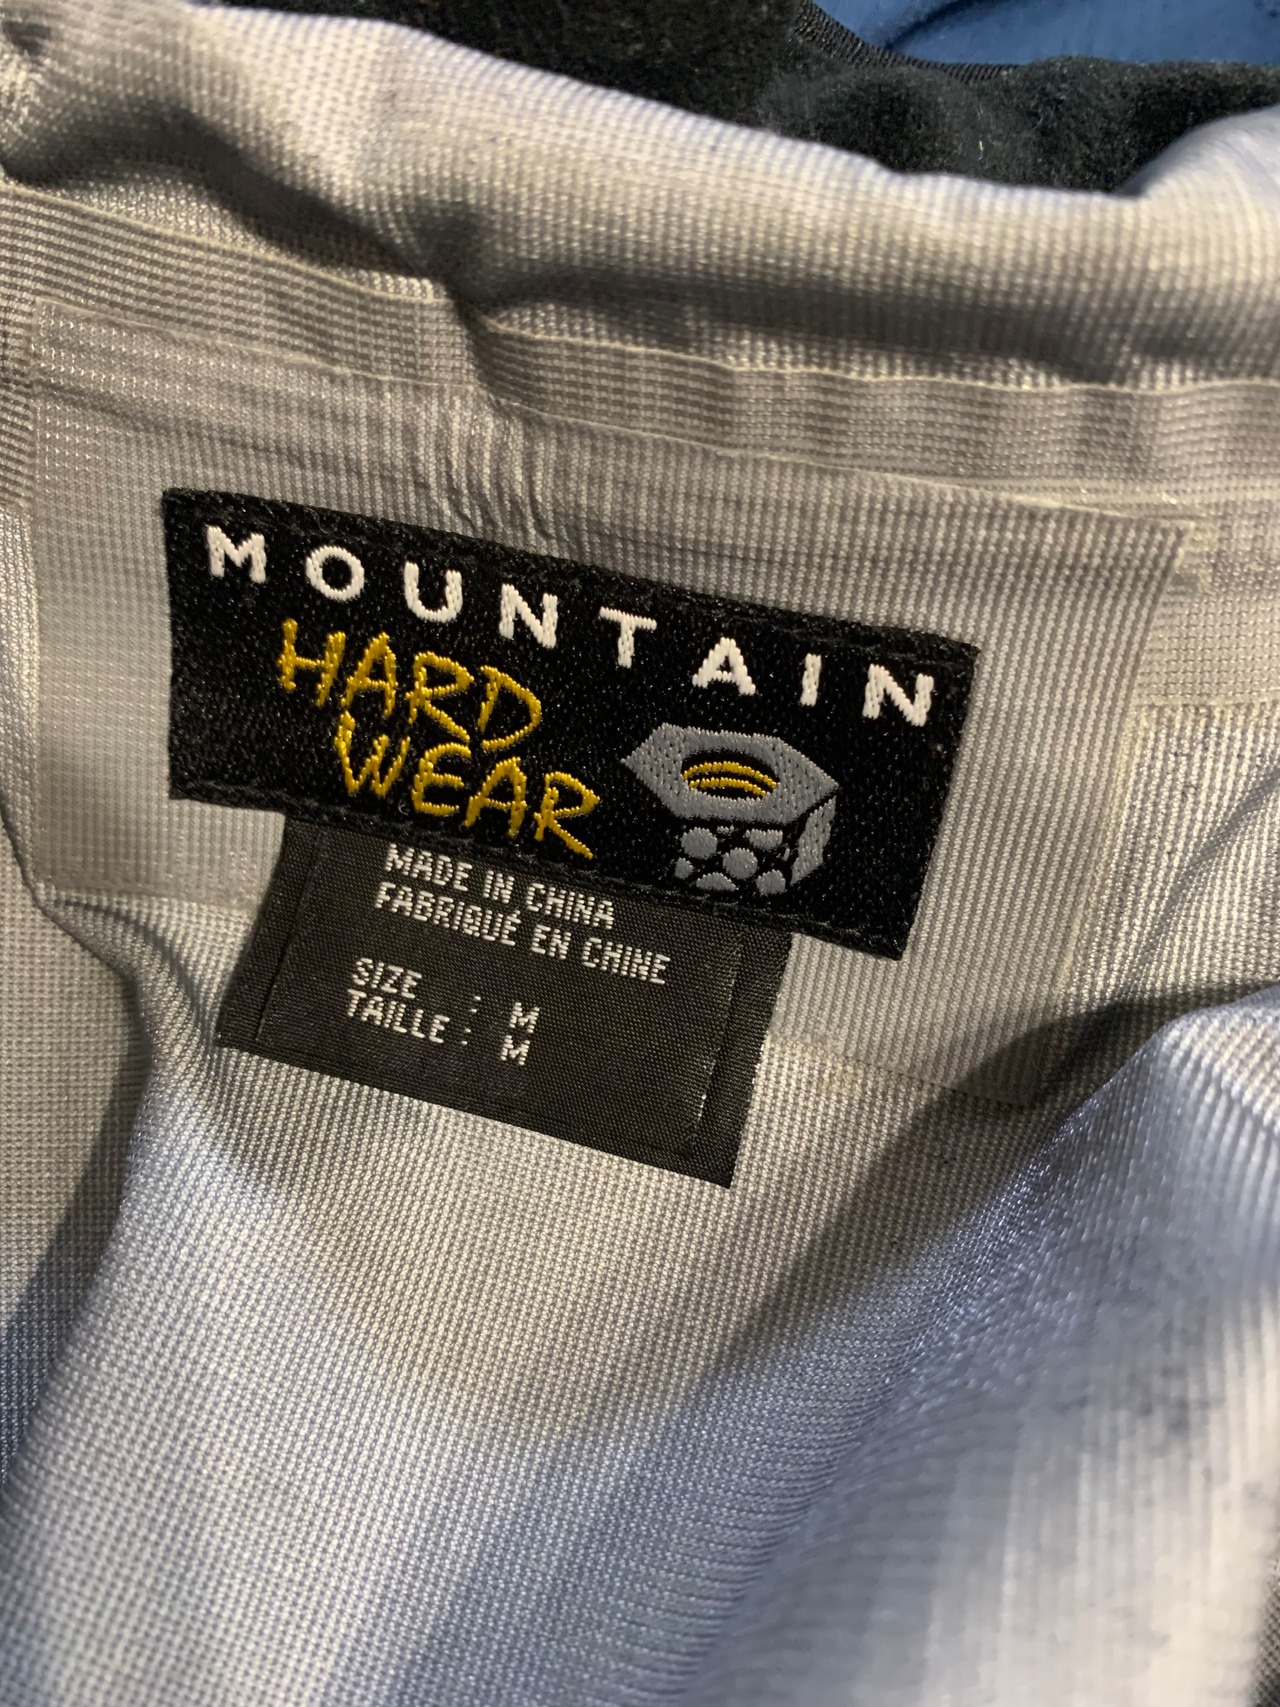 MOUNTAIN
HARD
WEAR
MADE IN CHINA
FABRIQUÉ EN CHINE
SIZE : M
TAILLE : M